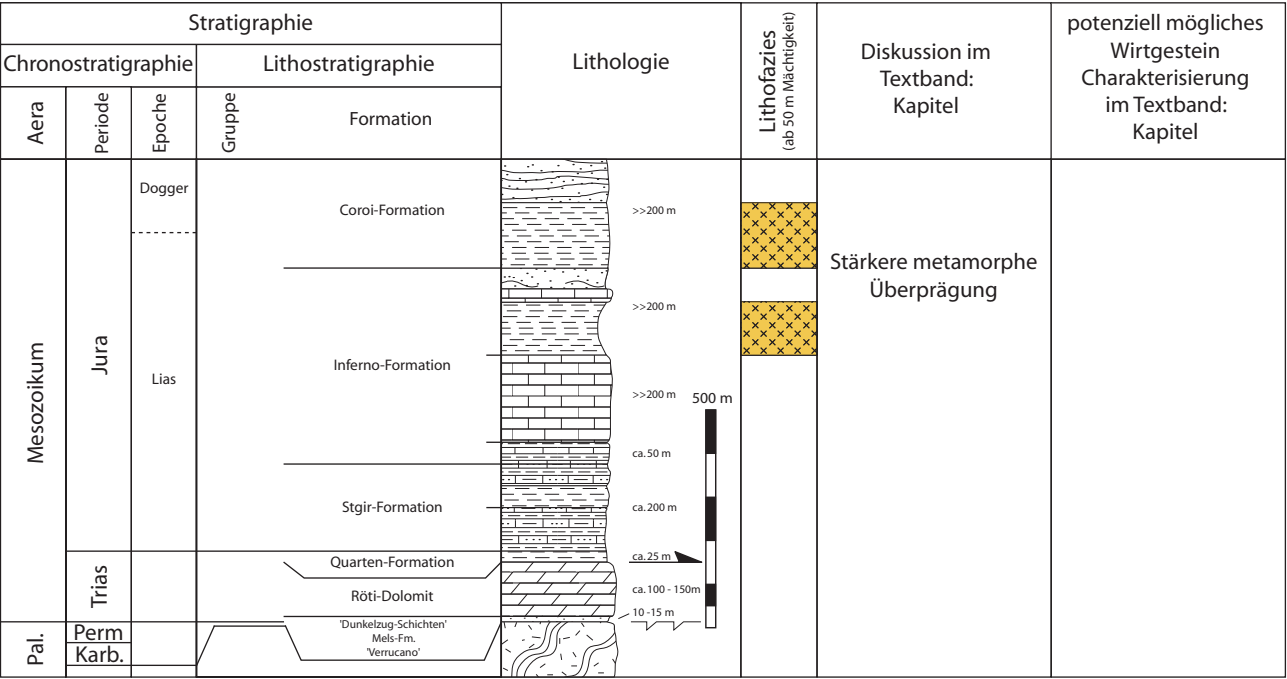 Stratigraphie
Chronostratigraphie
Lithostratigraphie
Aera
Periode
Epoche
Gruppe
Formation
Lithologie
Lithofazies
(ab 50 m Mächtigkeit)
Diskussion im
Textband:
Kapitel
potenziell mögliches
Wirtgestein
Charakterisierung
im Textband:
Kapitel
Mesozoikum
Jura
Dogger
Coroi-Formation
>>200 m
Stärkere metamorphe
Überprägung
>>200 m
Lias
Inferno-Formation
>>200 m
500 m
ca. 50 m
Stgir-Formation
ca. 200 m
Trias
Quarten-Formation
ca. 25 m
Röti-Dolomit
ca. 100 - 150m
10 -15 m
Pal.
Perm
Karb.
'Dunkelzug-Schichten'
Mels-Fm.
'Verrucano'